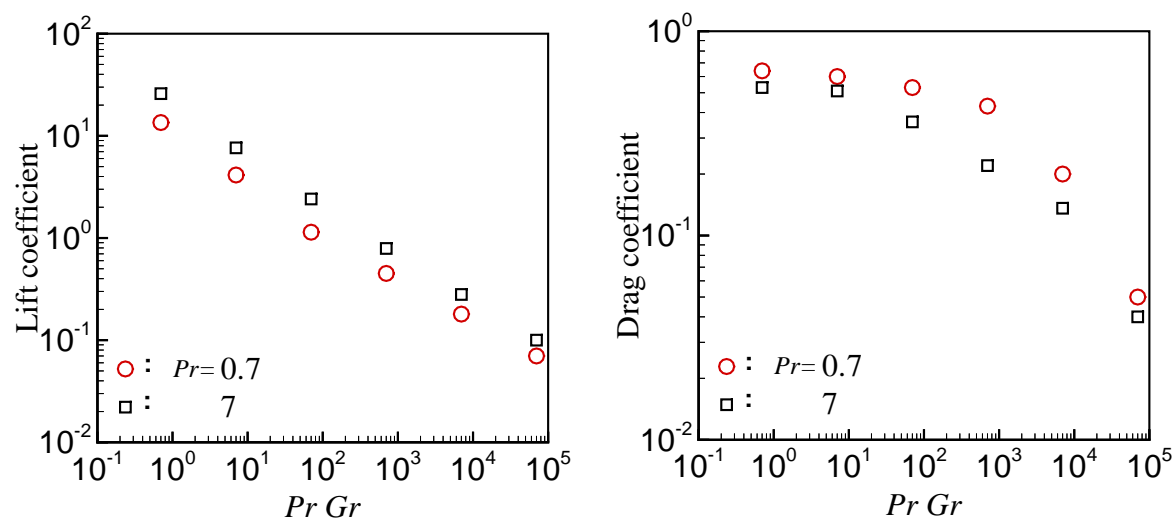 10^2
10^1
10^0
10^-1
10^-2
Lift coefficient
: Pr= 0.7
: 7
10^-1 10^0 10^1 10^2 10^3 10^4 10^5
Pr Gr
10^0
10^-1
10^-2
Drag coefficient
: Pr= 0.7
: 7
10^-1 10^0 10^1 10^2 10^3 10^4 10^5
Pr Gr